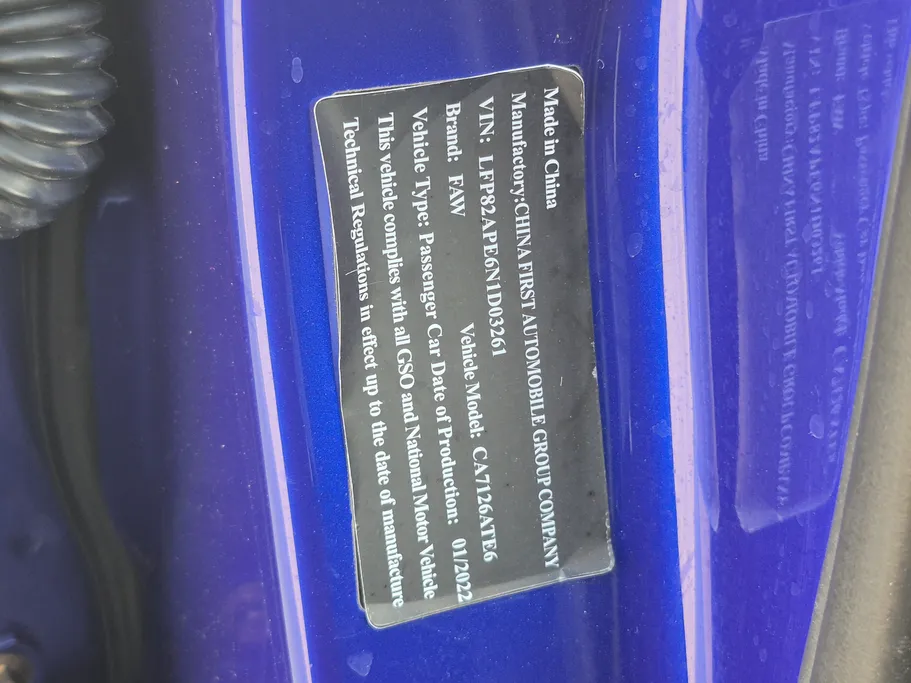 Made in China
Manufactory:CHINA FIRST AUTOMOBILE GROUP COMPANY
VIN: LFP82APE6N1D03261
Brand: FAW Vehicle Model: CA7126ATE6
Vehicle Type: Passenger Car Date of Production: 01/2022
This vehicle complies with all GSO and National Motor Vehicle
Technical Regulations in effect up to the date of manufacture